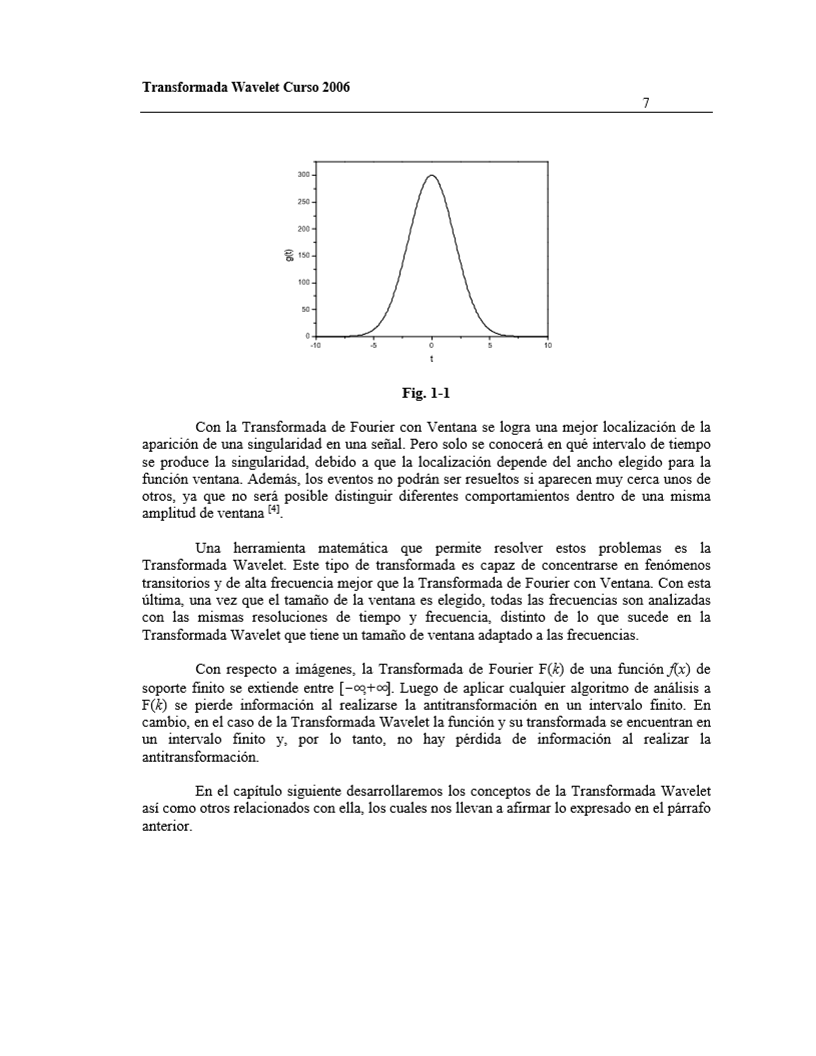 Transformada Wavelet Curso 2006
7
300
250
200
150
100
50
0
g(t)
-10 -5 0 5 10
t
Fig. 1-1
Con la Transformada de Fourier con Ventana se logra una mejor localización de la
aparición de una singularidad en una señal. Pero solo se conocerá en qué intervalo de tiempo
se produce la singularidad, debido a que la localización depende del ancho elegido para la
función ventana. Además, los eventos no podrán ser resueltos si aparecen muy cerca unos de
otros, ya que no será posible distinguir diferentes comportamientos dentro de una misma
amplitud de ventana [4].
Una herramienta matemática que permite resolver estos problemas es la
Transformada Wavelet. Este tipo de transformada es capaz de concentrarse en fenómenos
transitorios y de alta frecuencia mejor que la Transformada de Fourier con Ventana. Con esta
última, una vez que el tamaño de la ventana es elegido, todas las frecuencias son analizadas
con las mismas resoluciones de tiempo y frecuencia, distinto de lo que sucede en la
Transformada Wavelet que tiene un tamaño de ventana adaptado a las frecuencias.
Con respecto a imágenes, la Transformada de Fourier F(k) de una función f(x) de
soporte finito se extiende entre [−∞,+∞]. Luego de aplicar cualquier algoritmo de análisis a
F(k) se pierde información al realizarse la antitransformación en un intervalo finito. En
cambio, en el caso de la Transformada Wavelet la función y su transformada se encuentran en
un intervalo finito y, por lo tanto, no hay pérdida de información al realizar la
antitransformación.
En el capítulo siguiente desarrollaremos los conceptos de la Transformada Wavelet
así como otros relacionados con ella, los cuales nos llevan a afirmar lo expresado en el párrafo
anterior.